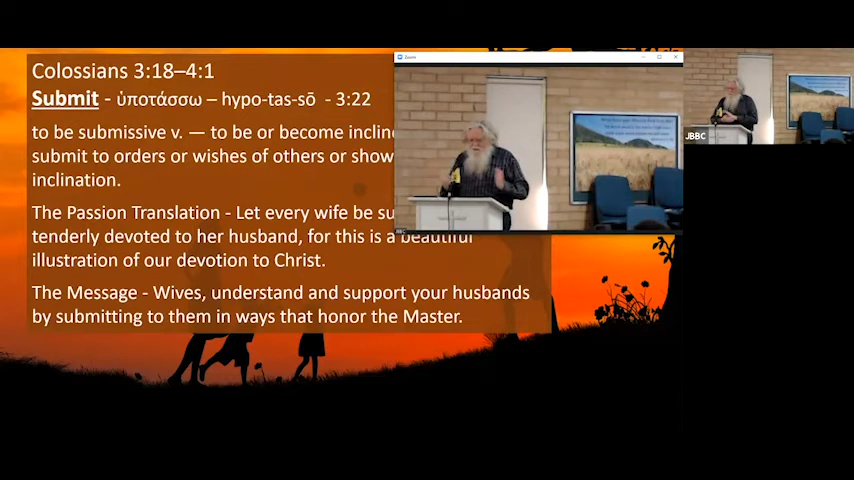 Colossians 3:18–4:1
Submit - ὑποτάσσω – hypo-tas-sō - 3:22
to be submissive v. — to be or become incline
submit to orders or wishes of others or show
inclination.
The Passion Translation - Let every wife be su
tenderly devoted to her husband, for this is a beautiful
illustration of our devotion to Christ.
The Message - Wives, understand and support your husbands
by submitting to them in ways that honor the Master.
Zoom
JBBC
JBBC